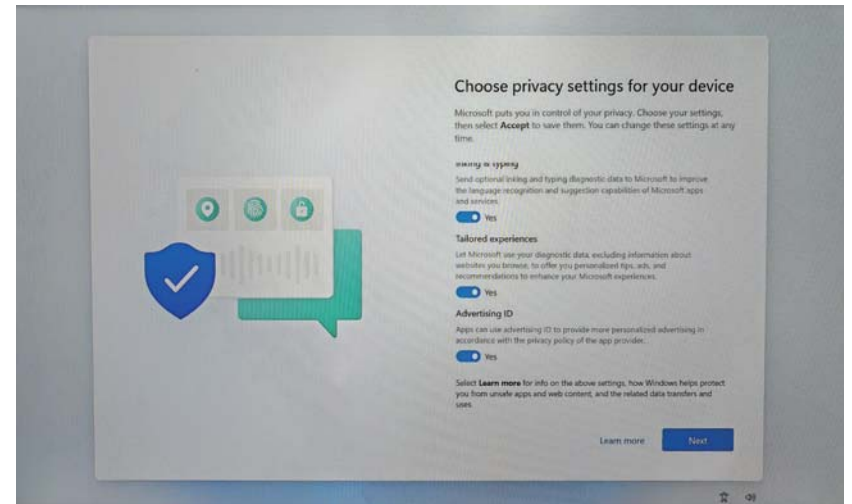 Choose privacy settings for your device
Microsoft puts you in control of your privacy. Choose your settings,
then select Accept to save them. You can change these settings at any
time.
Send optional inking and typing diagnostic data to Microsoft to improve
the language recognition and suggestion capabilities of Microsoft apps
and services.
Yes
Tailored experiences
Let Microsoft use your diagnostic data, excluding information about
websites you browse, to offer you personalized tips, ads, and
recommendations to enhance your Microsoft experiences.
Yes
Advertising ID
Apps can use advertising ID to provide more personalized advertising in
accordance with the privacy policy of the app provider.
Yes
Select Learn more for info on the above settings, how Windows helps protect
you from unsafe apps and web content, and the related data transfers and
uses.
Learn more
Next